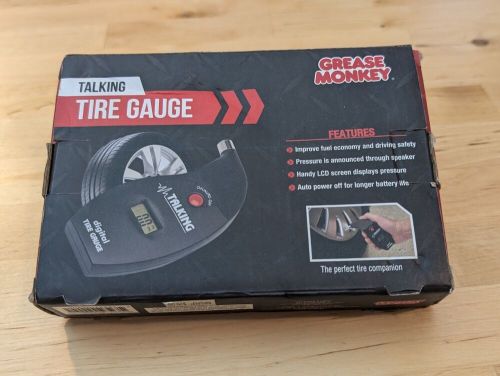 GREASE
MONKEY
TALKING
TIRE GAUGE
FEATURES
Improve fuel economy and driving safety
Pressure is announced through speaker
Handy LCD screen displays pressure
Auto power off for longer battery life
TALKING
digital
TIRE GAUGE
The perfect tire companion